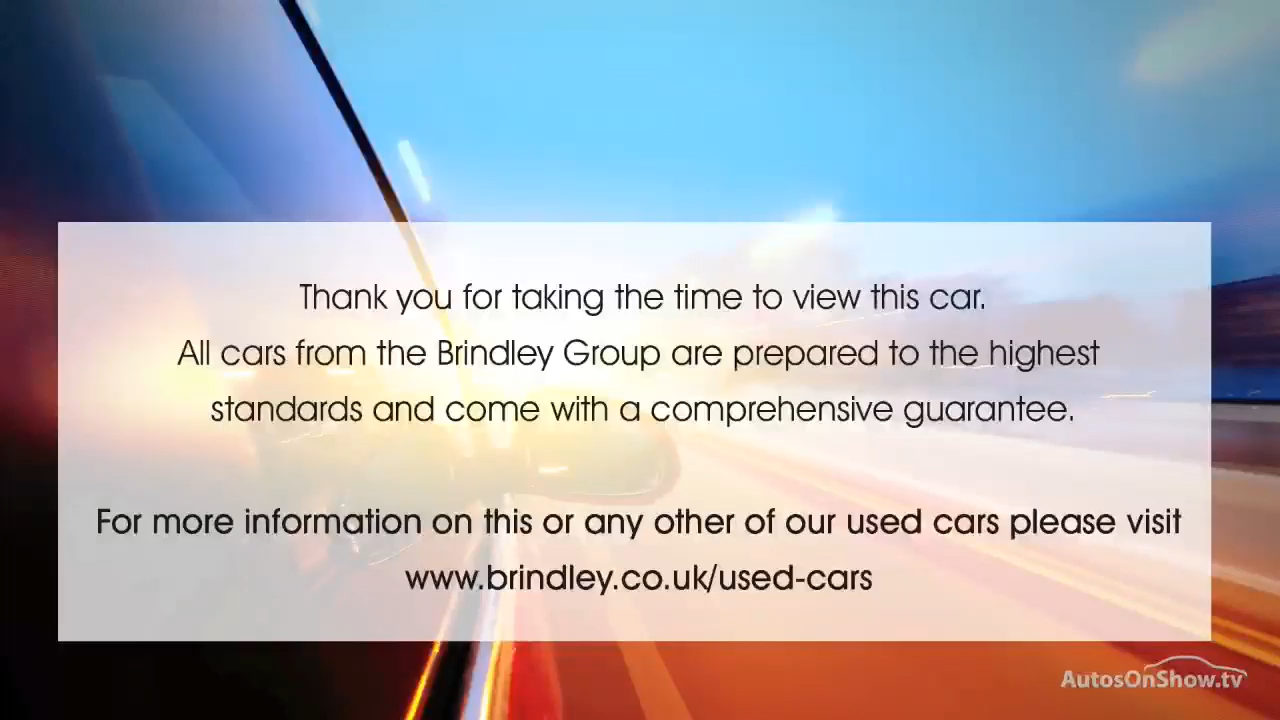 Thank you for taking the time to view this car.
All cars from the Brindley Group are prepared to the highest
standards and come with a comprehensive guarantee.
For more information on this or any other of our used cars please visit
www.brindley.co.uk/used-cars
AutosOnShow.tv